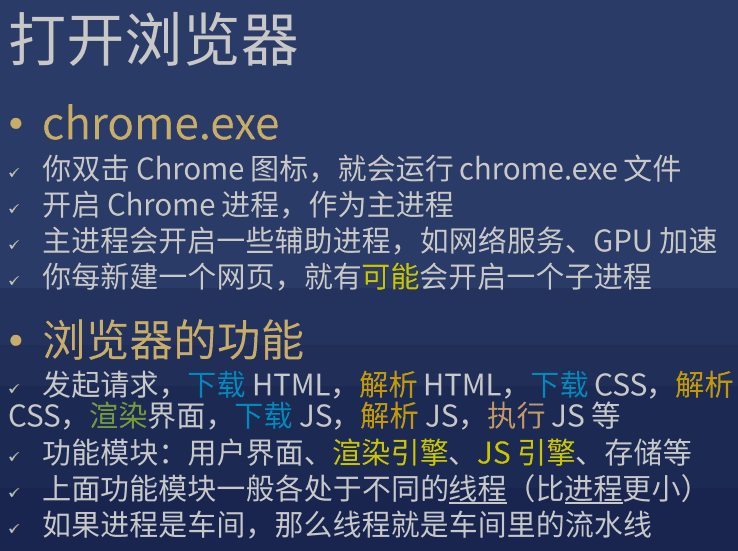 打开浏览器
• chrome.exe
✓ 你双击 Chrome 图标，就会运行 chrome.exe 文件
✓ 开启 Chrome 进程，作为主进程
✓ 主进程会开启一些辅助进程，如网络服务、GPU 加速
✓ 你每新建一个网页，就有可能会开启一个子进程
• 浏览器的功能
✓ 发起请求，下载 HTML，解析 HTML，下载 CSS，解析
CSS，渲染界面，下载 JS，解析 JS，执行 JS 等
✓ 功能模块：用户界面、渲染引擎、JS 引擎、存储等
✓ 上面功能模块一般各处于不同的线程（比进程更小）
✓ 如果进程是车间，那么线程就是车间里的流水线